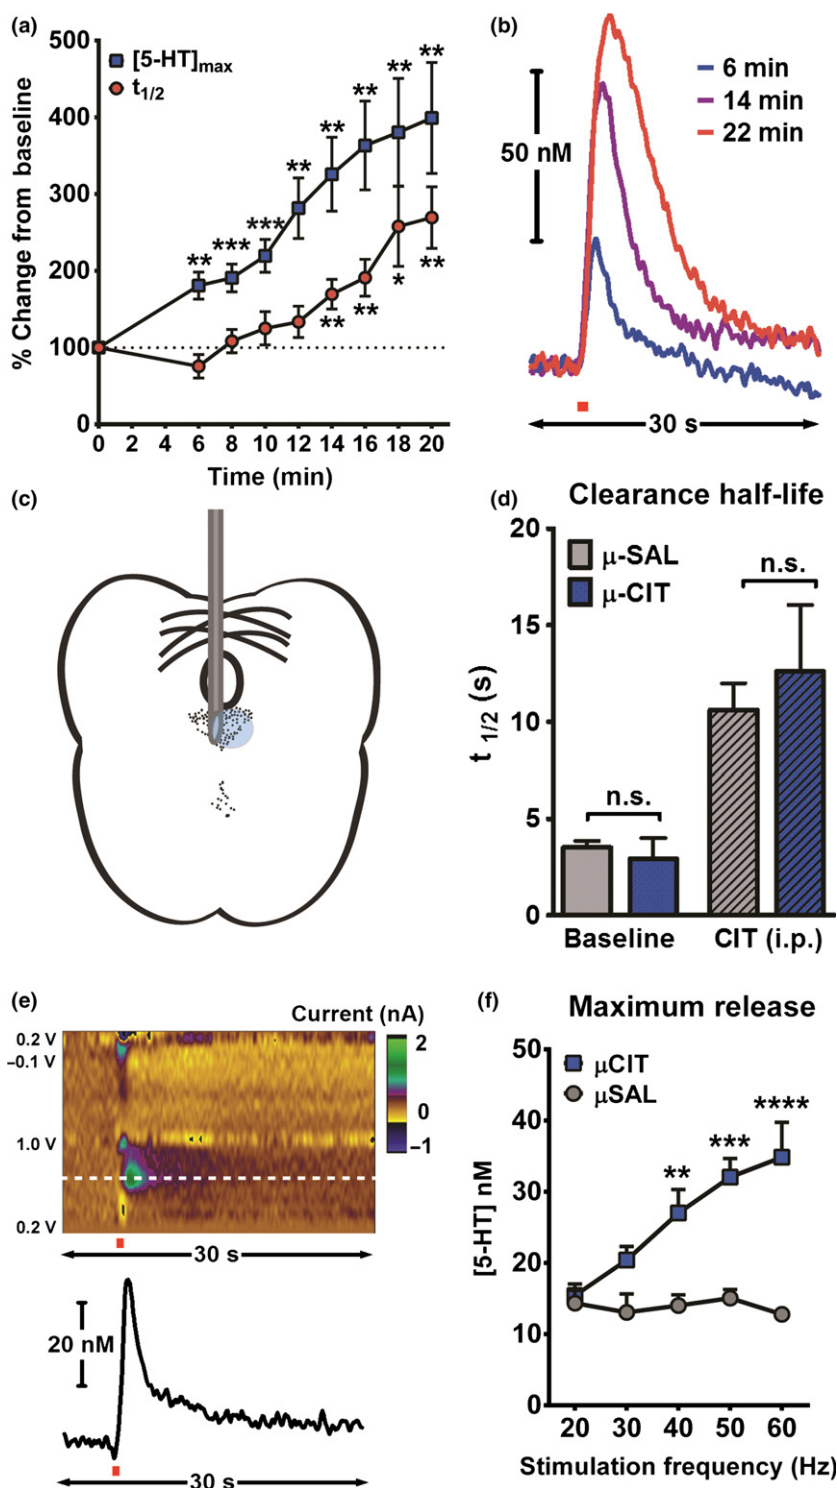 (a)
500
400
300
200
100
0
% Change from baseline
[5-HT]max
t1/2
**
***
***
**
**
**
**
**
**
**
*
**
0 2 4 6 8 10 12 14 16 18 20
Time (min)
(b)
6 min
14 min
22 min
50 nM
30 s
(c)
(d)
Clearance half-life
20
15
10
5
0
t 1/2 (s)
μ-SAL
μ-CIT
n.s.
n.s.
Baseline
CIT (i.p.)
(e)
Current (nA)
0.2 V
–0.1 V
1.0 V
0.2 V
2
0
–1
30 s
20 nM
30 s
(f)
Maximum release
50
40
30
20
10
0
[5-HT] nM
μCIT
μSAL
**
***
****
20 30 40 50 60
Stimulation frequency (Hz)